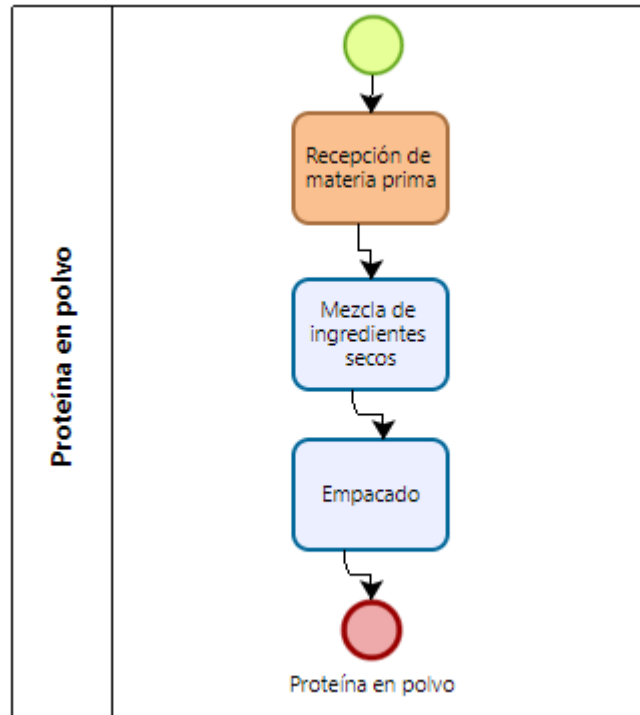 Proteína en polvo
Recepción de
materia prima
Mezcla de
ingredientes
secos
Empacado
Proteína en polvo